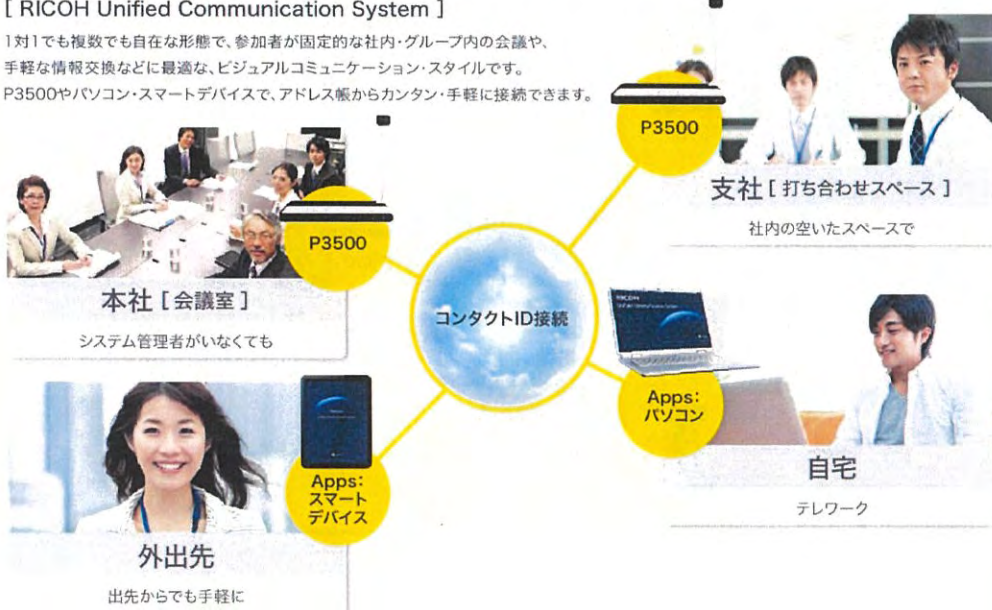 [ RICOH Unified Communication System ]
1対1でも複数でも自在な形態で、参加者が固定的な社内・グループ内の会議や、
手軽な情報交換などに最適な、ビジュアルコミュニケーション・スタイルです。
P3500やパソコン・スマートデバイスで、アドレス帳からカンタン・手軽に接続できます。
P3500
支社 [ 打ち合わせスペース ]
社内の空いたスペースで
P3500
本社 [ 会議室 ]
システム管理者がいなくても
コンタクトID接続
RICOH
Apps:
パソコン
自宅
テレワーク
Apps:
スマート
デバイス
外出先
出先からでも手軽に